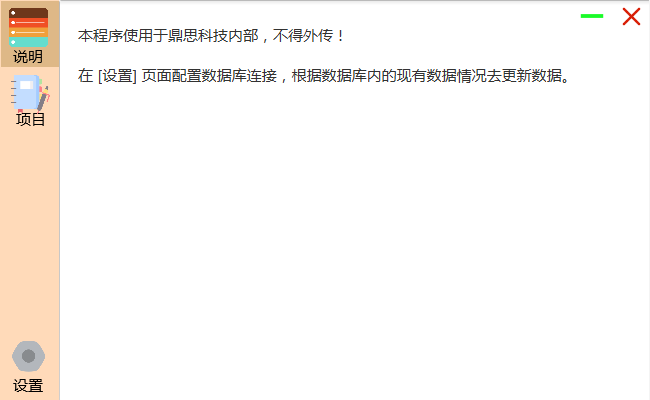 说明
项目
设置
本程序使用于鼎思科技内部，不得外传！
在 [设置] 页面配置数据库连接，根据数据库内的现有数据情况去更新数据。